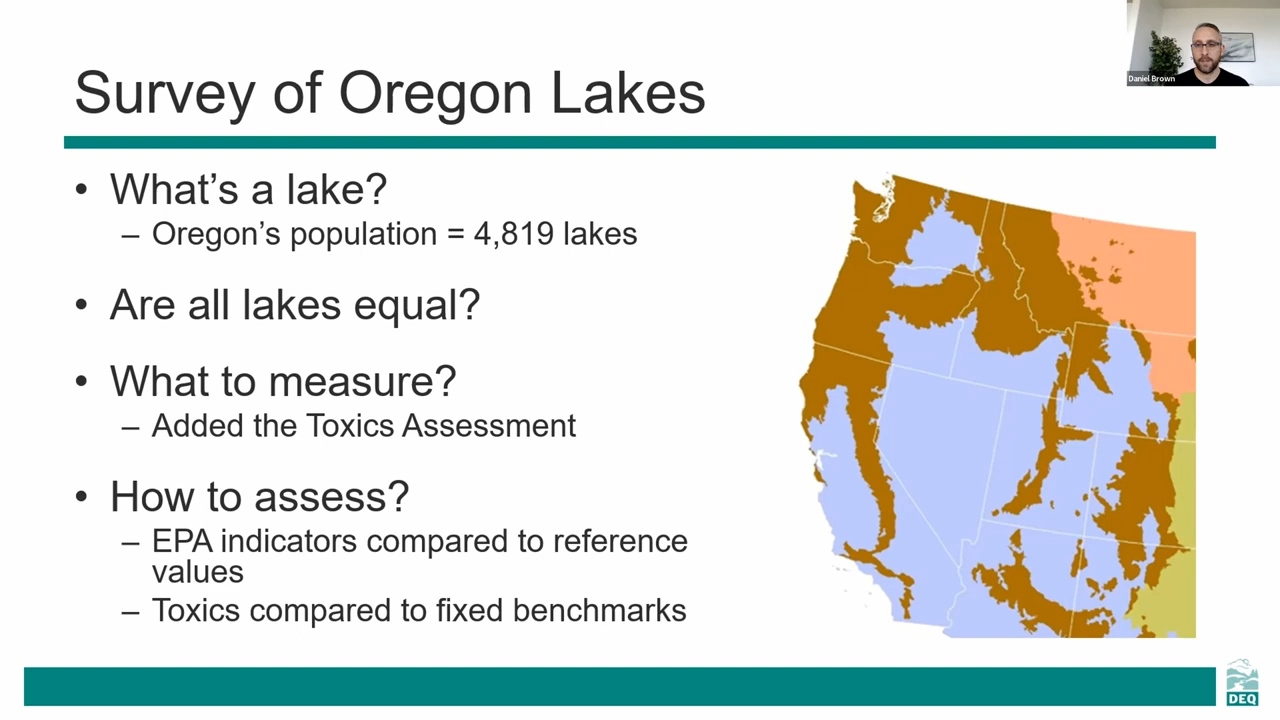 Daniel Brown
Survey of Oregon Lakes
• What’s a lake?
– Oregon’s population = 4,819 lakes
• Are all lakes equal?
• What to measure?
– Added the Toxics Assessment
• How to assess?
– EPA indicators compared to reference
values
– Toxics compared to fixed benchmarks
DEQ